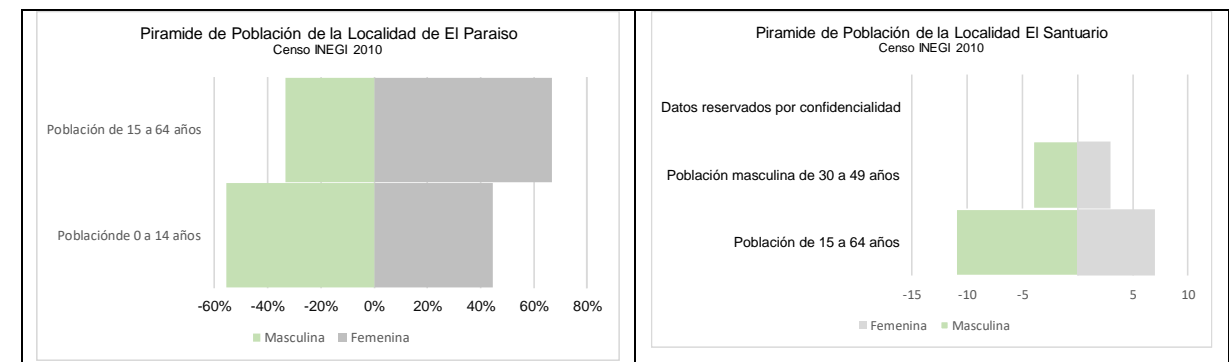 Piramide de Población de la Localidad de El Paraiso
Censo INEGI 2010
Población de 15 a 64 años
Poblaciónde 0 a 14 años
-60% -40% -20% 0% 20% 40% 60% 80%
Masculina Femenina
Piramide de Población de la Localidad El Santuario
Censo INEGI 2010
Datos reservados por confidencialidad
Población masculina de 30 a 49 años
Población de 15 a 64 años
-15 -10 -5 5 10
Femenina Masculina